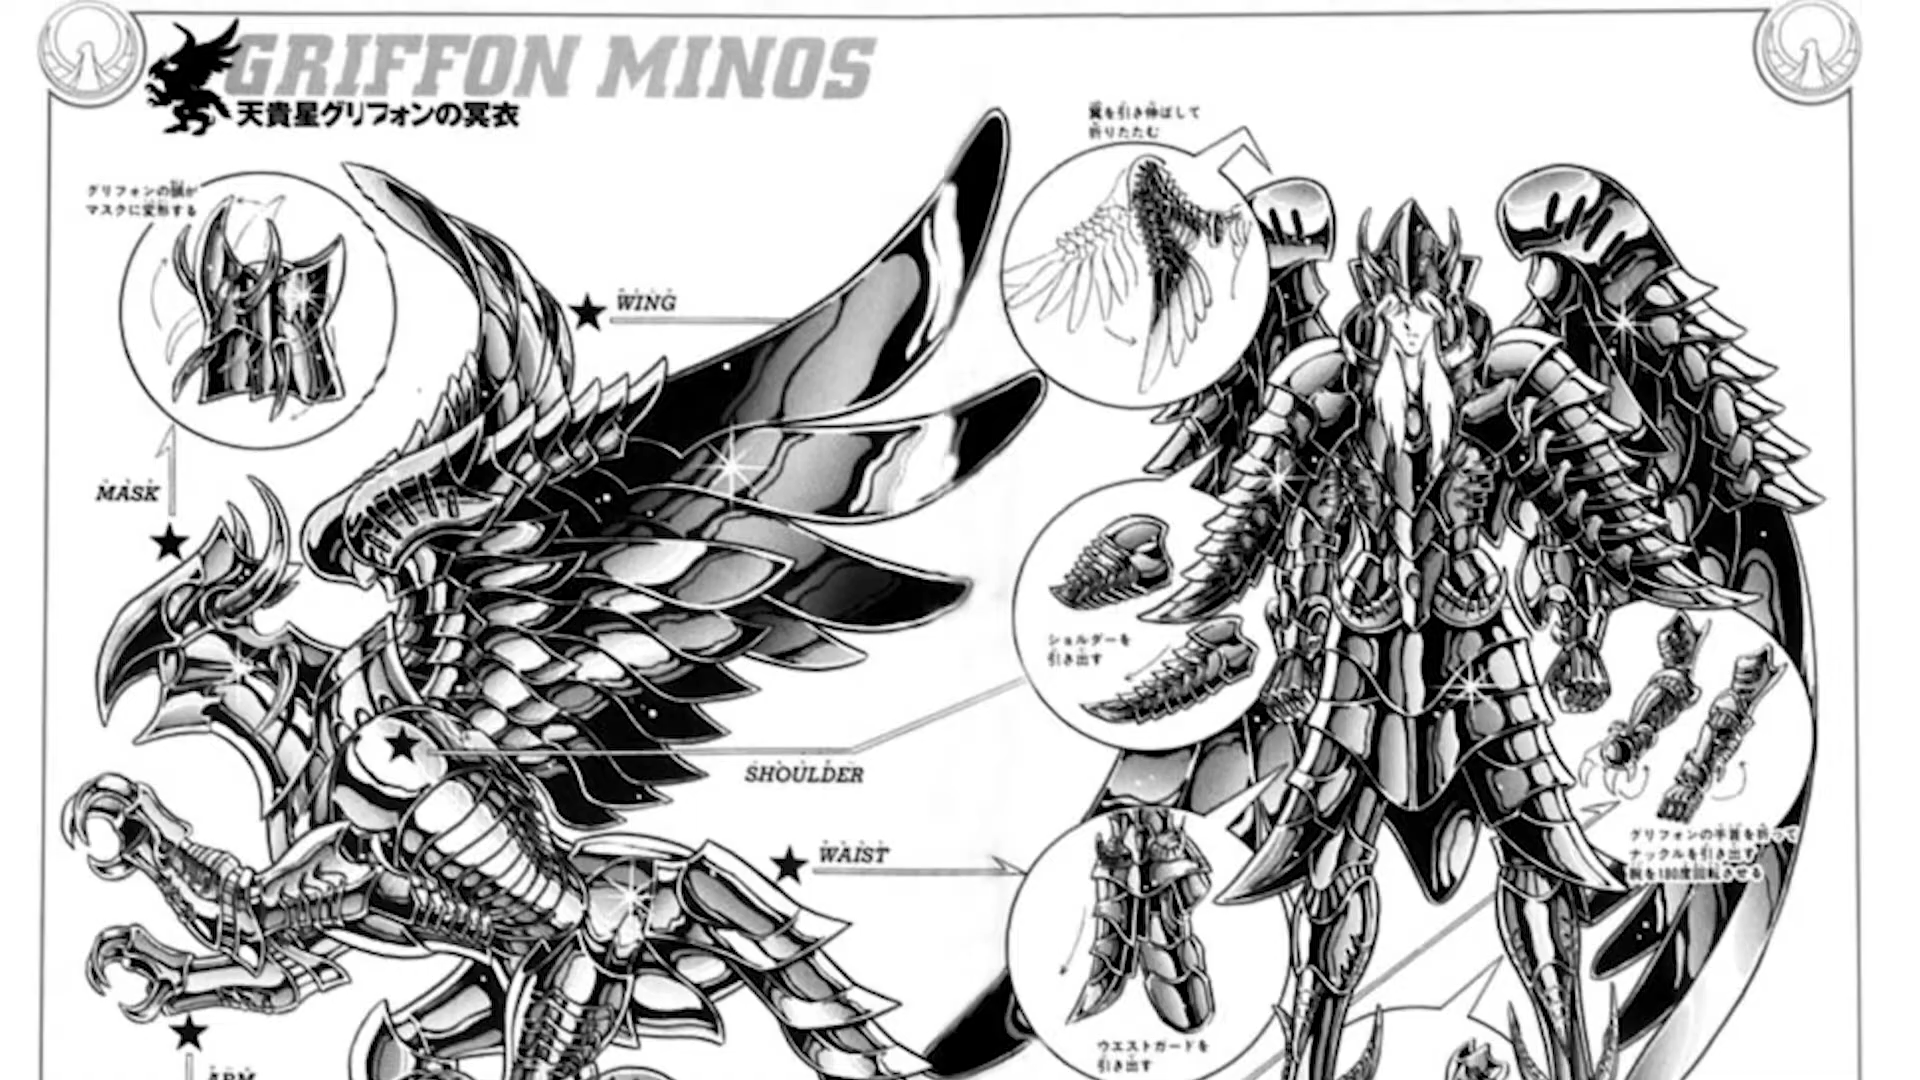 GRIFFON MINOS
天貴星グリフォンの冥衣
翼を引き伸ばして
折りたたむ
グリフォンの頭が
マスクに変形する
WING
MASK
ショルダーを
引き出す
SHOULDER
WAIST
グリフォンの手首を折って
ナックルを引き出す
腕を180度回転させる
ウエストガードを
引き出す
ARM